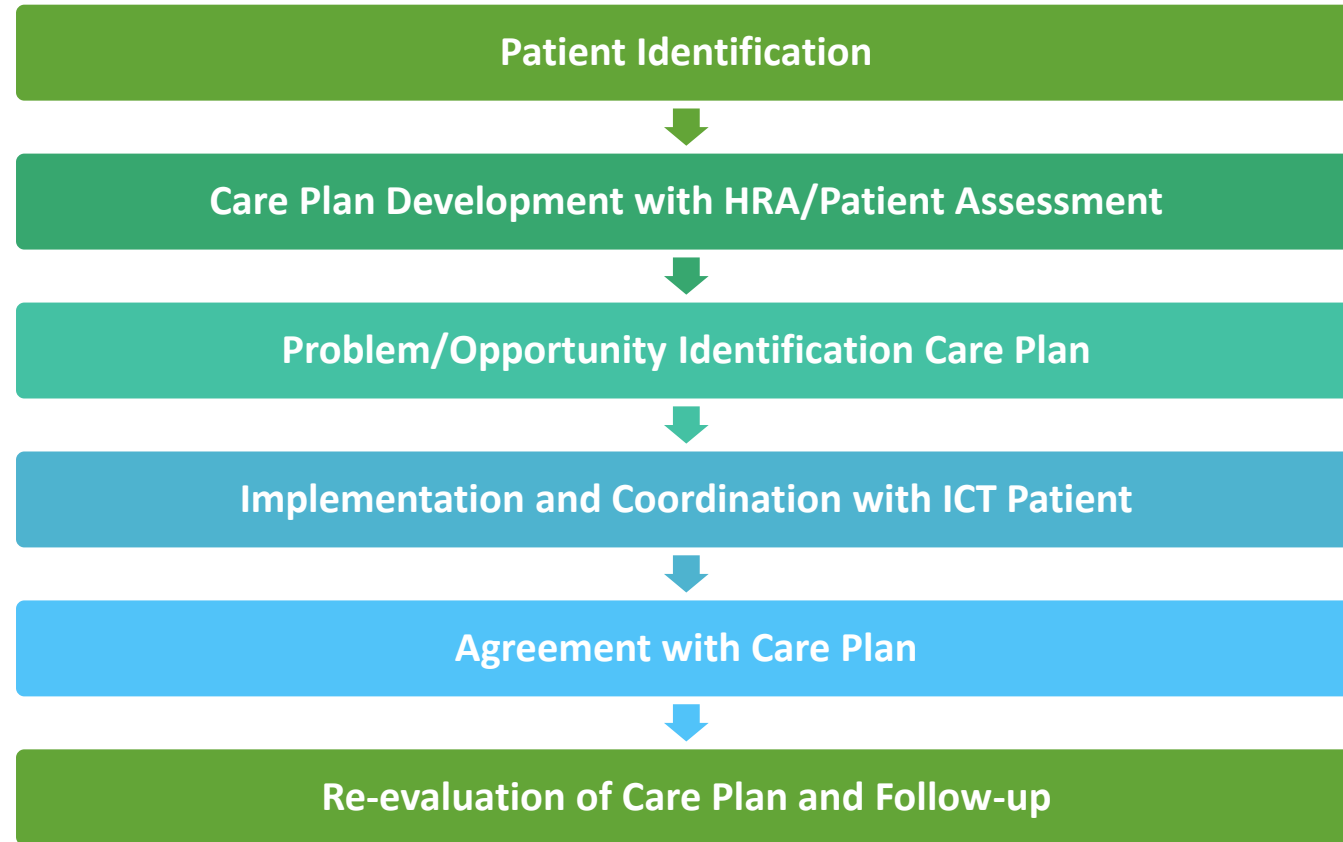 Patient Identification
Care Plan Development with HRA/Patient Assessment
Problem/Opportunity Identification Care Plan
Implementation and Coordination with ICT Patient
Agreement with Care Plan
Re-evaluation of Care Plan and Follow-up